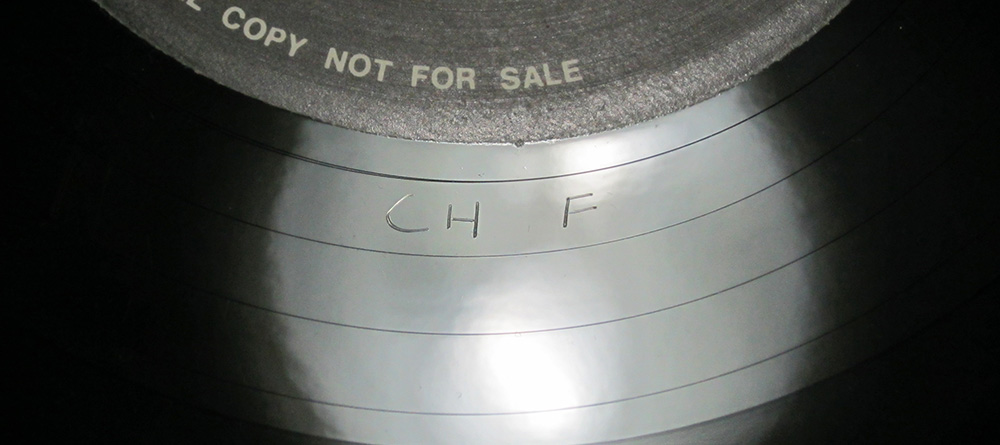 COPY NOT FOR SALE
CH F